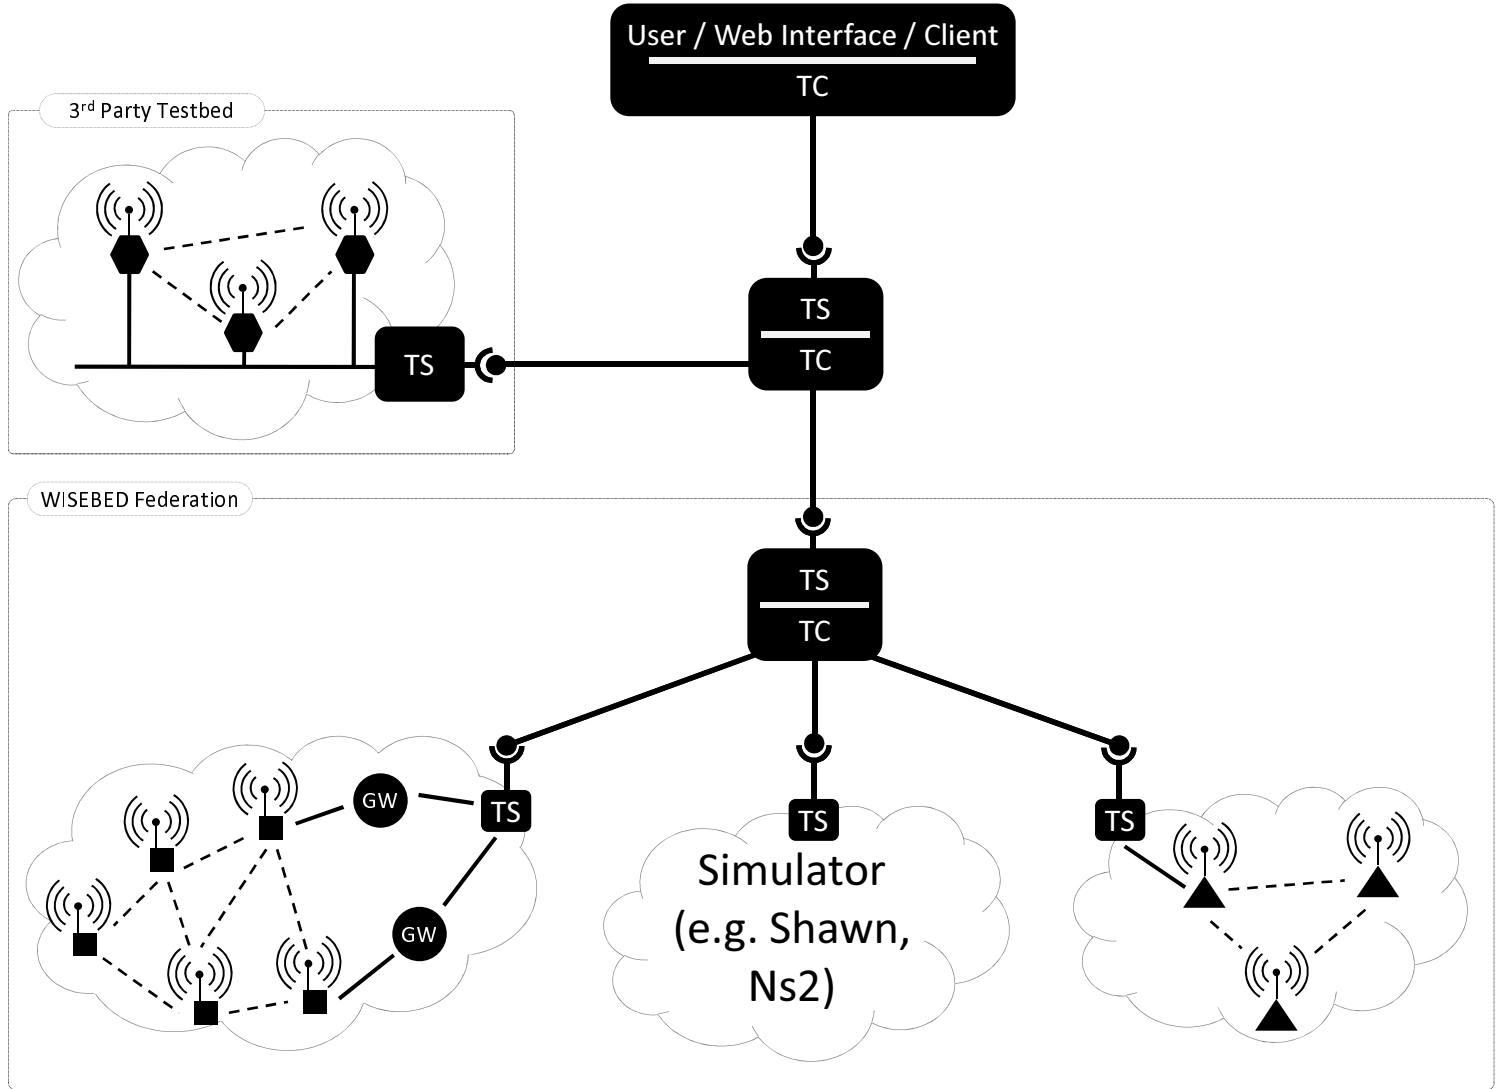 User / Web Interface / Client
TC
3rd Party Testbed
TS
TC
TS
WISEBED Federation
TS
TC
GW
TS
TS
TS
GW
Simulator
(e.g. Shawn,
Ns2)